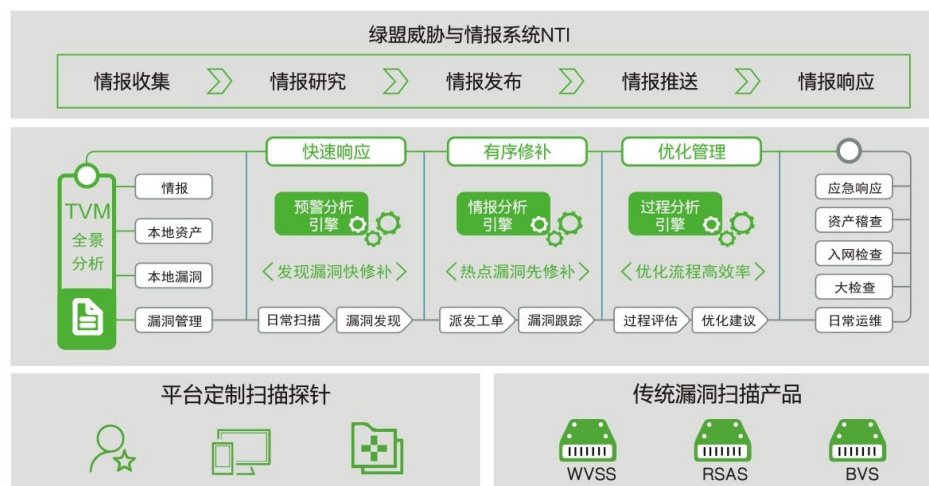 绿盟威胁与情报系统NTI
情报收集
情报研究
情报发布
情报推送
情报响应
TVM
全景
分析
情报
本地资产
本地漏洞
漏洞管理
快速响应
预警分析
引擎
<发现漏洞快修补>
日常扫描
漏洞发现
有序修补
情报分析
引擎
<热点漏洞先修补>
派发工单
漏洞跟踪
优化管理
过程分析
引擎
<优化流程高效率>
过程评估
优化建议
应急响应
资产稽查
入网检查
大检查
日常运维
平台定制扫描探针
传统漏洞扫描产品
WVSS
RSAS
BVS